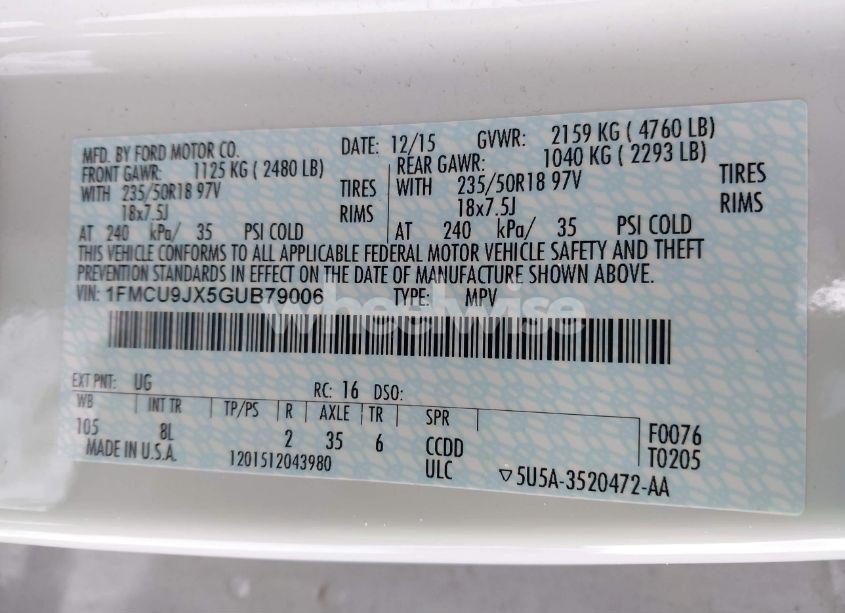 MFD. BY FORD MOTOR CO. DATE: 12/15 GVWR: 2159 KG ( 4760 LB)
FRONT GAWR: 1125 KG ( 2480 LB) REAR GAWR: 1040 KG ( 2293 LB)
WITH 235/50R18 97V TIRES WITH 235/50R18 97V TIRES
18x7.5J RIMS 18x7.5J RIMS
AT 240 kPa/ 35 PSI COLD AT 240 kPa/ 35 PSI COLD
THIS VEHICLE CONFORMS TO ALL APPLICABLE FEDERAL MOTOR VEHICLE SAFETY AND THEFT
PREVENTION STANDARDS IN EFFECT ON THE DATE OF MANUFACTURE SHOWN ABOVE.
VIN: 1FMCU9JX5GUB79006 TYPE: MPV
wheelwise
EXT PNT: UG RC: 16 DSO:
WB INT TR TP/PS R AXLE TR SPR
105 8L 2 35 6 CCDD F0076
MADE IN U.S.A. 1201512043980 ULC T0205
▽5U5A-3520472-AA